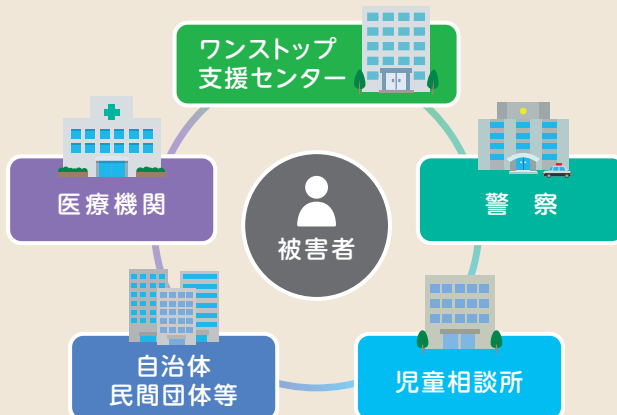 ワンストップ
支援センター
医療機関
警 察
被害者
自治体
民間団体等
児童相談所